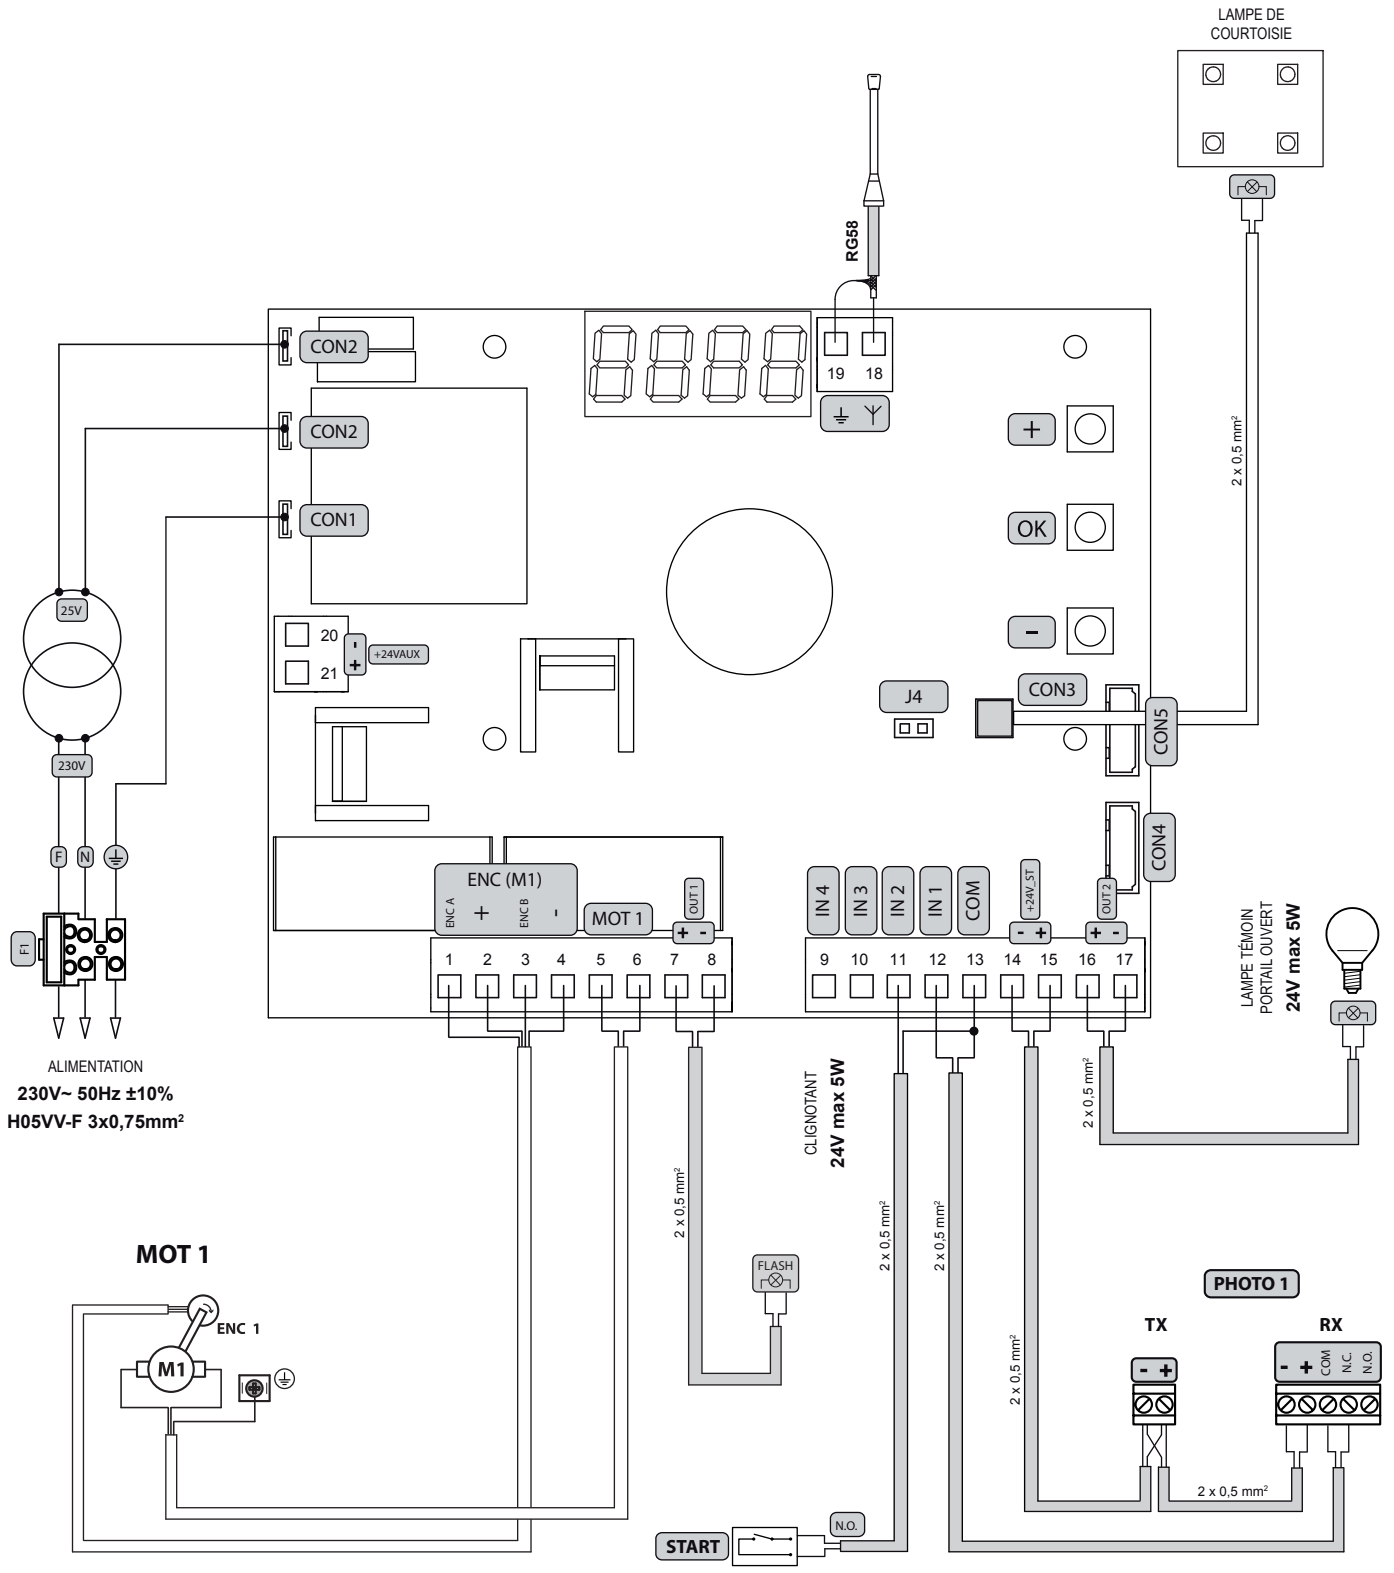 LAMPE DE
COURTOISIE
RG58
CON2
19 18
CON2
+
2 x 0,5 mm²
CON1
OK
25V
20 -
21 +
+24VAUX
-
J4
CON3
CON5
230V
CON4
F N
ENC (M1)
ENC A + ENC B -
MOT 1
OUT 1
+ -
IN 4
IN 3
IN 2
IN 1
COM
+24V_ST
- +
OUT 2
+ -
F1
1 2 3 4 5 6 7 8
9 10 11 12 13 14 15 16 17
LAMPE TÉMOIN
PORTAIL OUVERT
24V max 5W
ALIMENTATION
230V~ 50Hz ±10%
H05VV-F 3x0,75mm²
CLIGNOTANT
24V max 5W
2 x 0,5 mm²
2 x 0,5 mm²
2 x 0,5 mm²
2 x 0,5 mm²
MOT 1
FLASH
PHOTO 1
ENC 1
TX
RX
M1
2 x 0,5 mm²
- +
- + COM N.C. N.O.
2 x 0,5 mm²
N.O.
START